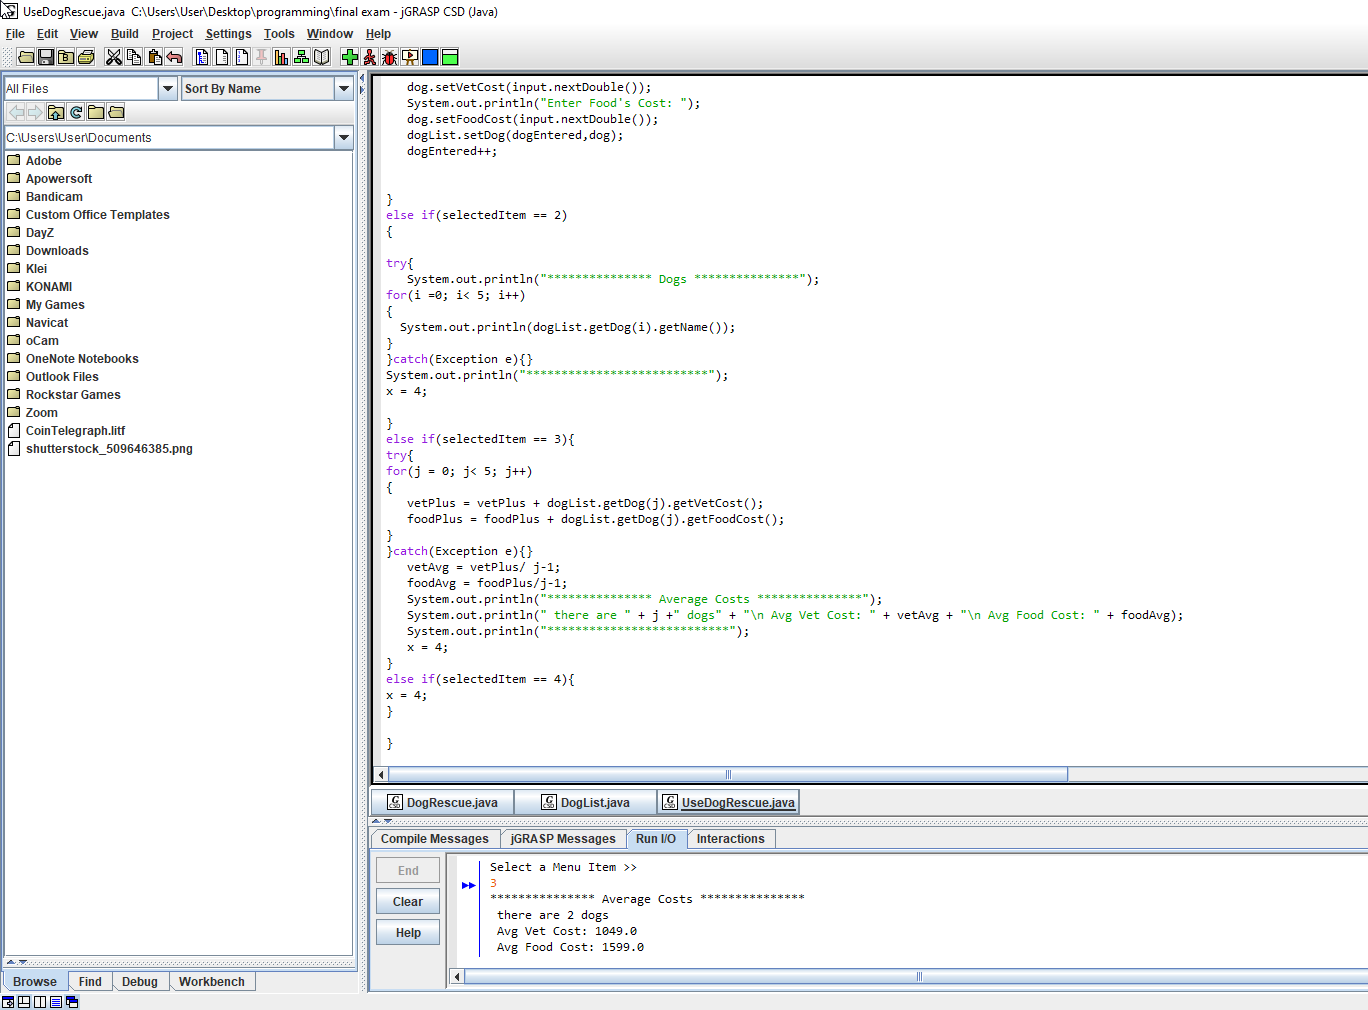 UseDogRescue.java  C:\Users\User\Desktop\programming\final exam - jGRASP CSD (Java)
File Edit View Build Project Settings Tools Window Help
All Files
Sort By Name
C:\Users\User\Documents
Adobe
Apowersoft
Bandicam
Custom Office Templates
DayZ
Downloads
Klei
KONAMI
My Games
Navicat
oCam
OneNote Notebooks
Outlook Files
Rockstar Games
Zoom
CoinTelegraph.litf
shutterstock_509646385.png
Browse Find Debug Workbench
dog.setVetCost(input.nextDouble());
System.out.println("Enter Food's Cost: ");
dog.setFoodCost(input.nextDouble());
dogList.setDog(dogEntered,dog);
dogEntered++;
}
else if(selectedItem == 2)
{
try{
System.out.println("*************** Dogs ***************");
for(i =0; i< 5; i++)
{
System.out.println(dogList.getDog(i).getName());
}
}catch(Exception e){}
System.out.println("**************************");
x = 4;
}
else if(selectedItem == 3){
try{
for(j = 0; j< 5; j++)
{
vetPlus = vetPlus + dogList.getDog(j).getVetCost();
foodPlus = foodPlus + dogList.getDog(j).getFoodCost();
}
}catch(Exception e){}
vetAvg = vetPlus/ j-1;
foodAvg = foodPlus/j-1;
System.out.println("*************** Average Costs ***************");
System.out.println(" there are " + j +" dogs" + "\n Avg Vet Cost: " + vetAvg + "\n Avg Food Cost: " + foodAvg);
System.out.println("**************************");
x = 4;
}
else if(selectedItem == 4){
x = 4;
}
}
DogRescue.java DogList.java UseDogRescue.java
Compile Messages jGRASP Messages Run I/O Interactions
End
Clear
Help
Select a Menu Item >>
3
*************** Average Costs ***************
there are 2 dogs
Avg Vet Cost: 1049.0
Avg Food Cost: 1599.0